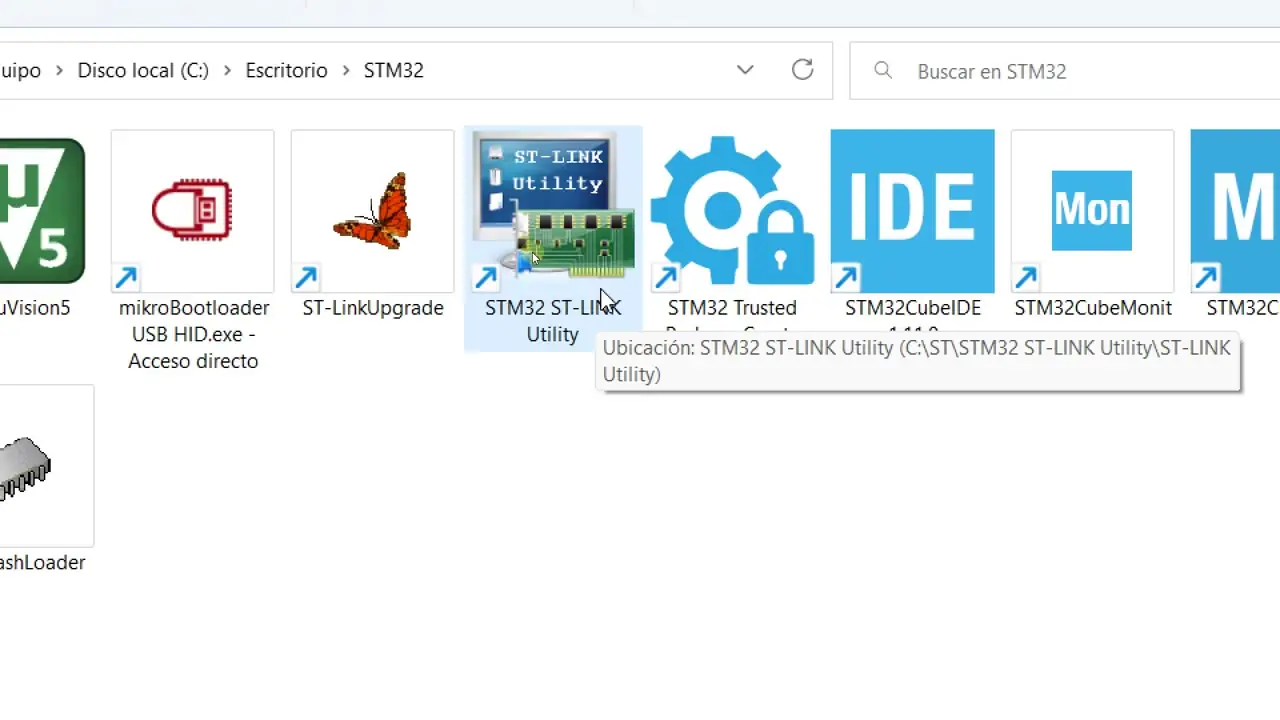 uipo > Disco local (C:) > Escritorio > STM32
Buscar en STM32
µ
5
ST-LINK
Utility
IDE
Mon
M
uVision5
mikroBootloader
USB HID.exe -
Acceso directo
ST-LinkUpgrade
STM32 ST-LINK
Utility
STM32 Trusted
STM32CubeIDE
STM32CubeMonit
STM32C
Ubicación: STM32 ST-LINK Utility (C:\ST\STM32 ST-LINK Utility\ST-LINK
Utility)
ashLoader